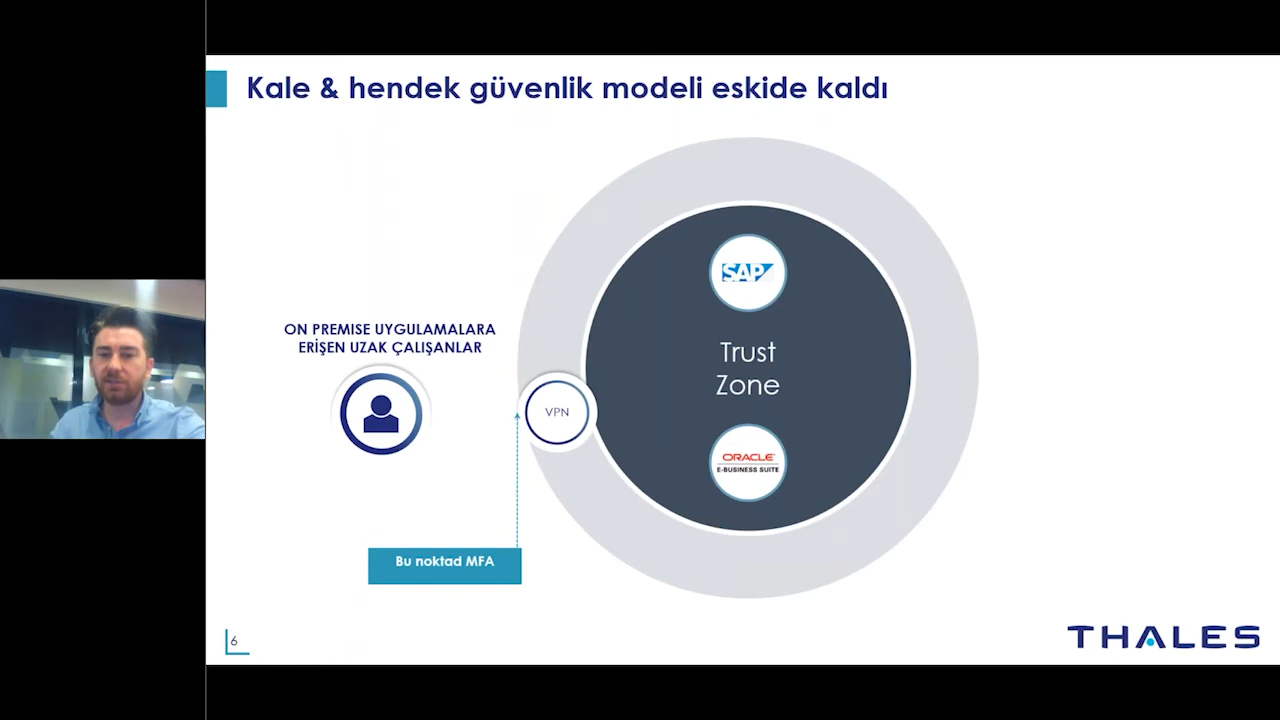 Kale & hendek güvenlik modeli eskide kaldı
SAP
ON PREMISE UYGULAMALARA
ERİŞEN UZAK ÇALIŞANLAR
Trust
Zone
VPN
ORACLE
E-BUSINESS SUITE
Bu noktad MFA
6
THALES